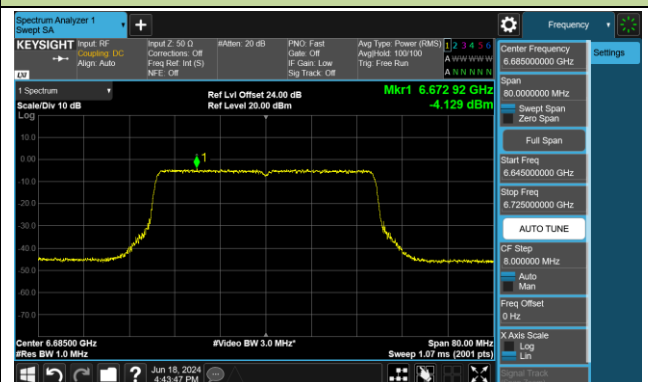 Spectrum Analyzer 1
Swept SA
+
Frequency
KEYSIGHT
Input: RF
Coupling: DC
Align: Auto
Input Z: 50 Ω
Corrections: Off
Freq Ref: Int (S)
NFE: Off
#Atten: 20 dB
PNO: Fast
Gate: Off
IF Gain: Low
Sig Track: Off
Avg Type: Power (RMS)
Avg|Hold: 100/100
Trig: Free Run
1 2 3 4 5 6
A W W W W W
A N N N N N
LXI
1 Spectrum
Scale/Div 10 dB
Log
Ref Lvl Offset 24.00 dB
Ref Level 20.00 dBm
Mkr1 6.672 92 GHz
-4.129 dBm
10.0
0.00
-10.0
-20.0
-30.0
-40.0
-50.0
-60.0
-70.0
1
Center 6.68500 GHz
#Res BW 1.0 MHz
#Video BW 3.0 MHz*
Span 80.00 MHz
Sweep 1.07 ms (2001 pts)
Center Frequency
6.685000000 GHz
Settings
Span
80.0000000 MHz
Swept Span
Zero Span
Full Span
Start Freq
6.645000000 GHz
Stop Freq
6.725000000 GHz
AUTO TUNE
CF Step
8.000000 MHz
Auto
Man
Freq Offset
0 Hz
X Axis Scale
Log
Lin
Signal Track
?
Jun 18, 2024
4:43:47 PM